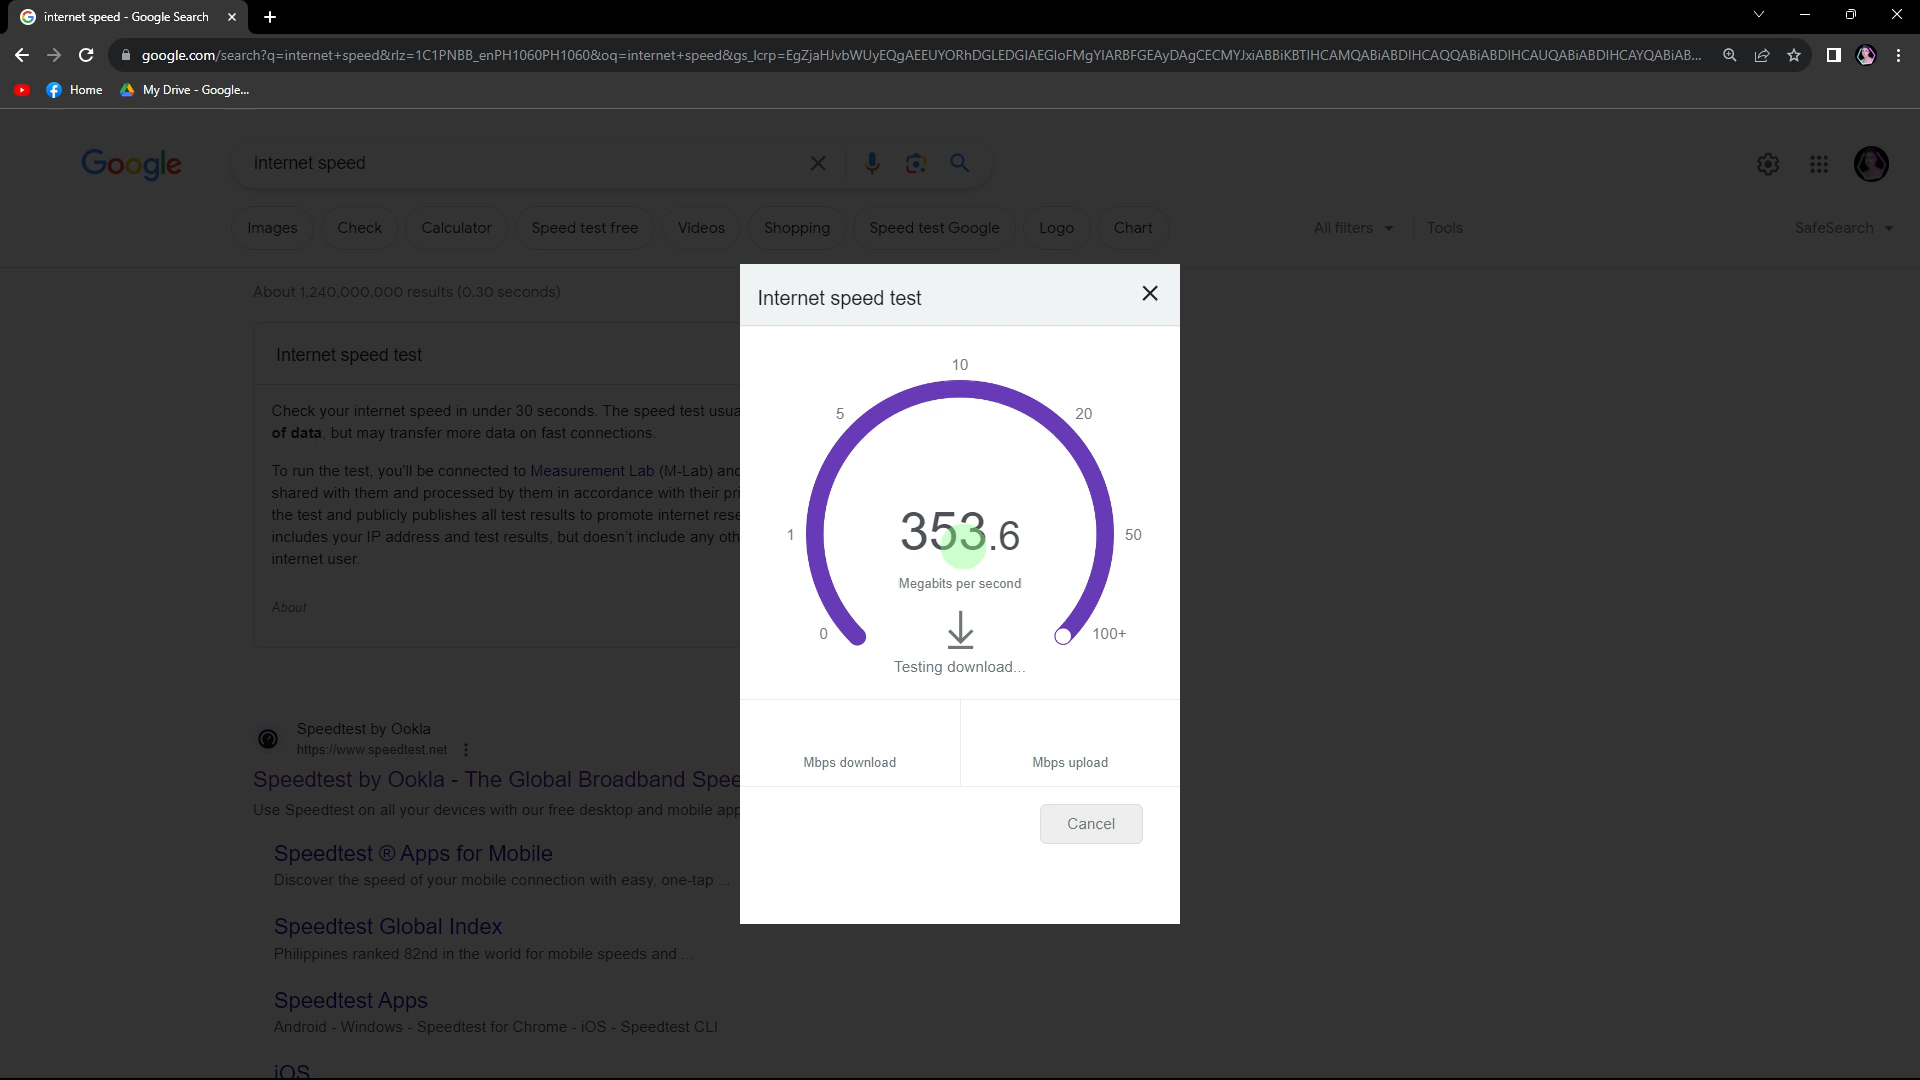 internet speed - Google Search
google.com/search?q=internet+speed&rlz=1C1PNBB_enPH1060PH1060&oq=internet+speed&gs_lcrp=EgZjaHJvbWUyEQgAEEUYORhDGLEDGIAEGIoFMgYIARBFGEAyDAgCECMYJxiABBiKBTIHCAMQABiABDIHCAQQABiABDIHCAUQABiABDIHCAYQABiAB...
Home
My Drive - Google...
Google
internet speed
Images
Check
Calculator
Speed test free
Videos
Shopping
Speed test Google
Logo
Chart
All filters
Tools
SafeSearch
About 1,240,000,000 results (0.30 seconds)
Internet speed test
Check your internet speed in under 30 seconds. The speed test usua
of data, but may transfer more data on fast connections.
To run the test, you'll be connected to Measurement Lab (M-Lab) and
shared with them and processed by them in accordance with their pri
the test and publicly publishes all test results to promote internet rese
includes your IP address and test results, but doesn't include any oth
internet user.
About
Speedtest by Ookla
https://www.speedtest.net
Speedtest by Ookla - The Global Broadband Spee
Use Speedtest on all your devices with our free desktop and mobile app
Speedtest ® Apps for Mobile
Discover the speed of your mobile connection with easy, one-tap ...
Speedtest Global Index
Philippines ranked 82nd in the world for mobile speeds and ...
Speedtest Apps
Android - Windows - Speedtest for Chrome - iOS - Speedtest CLI
iOS
Internet speed test
10
5
20
1
50
0
100+
353.6
Megabits per second
Testing download...
Mbps download
Mbps upload
Cancel